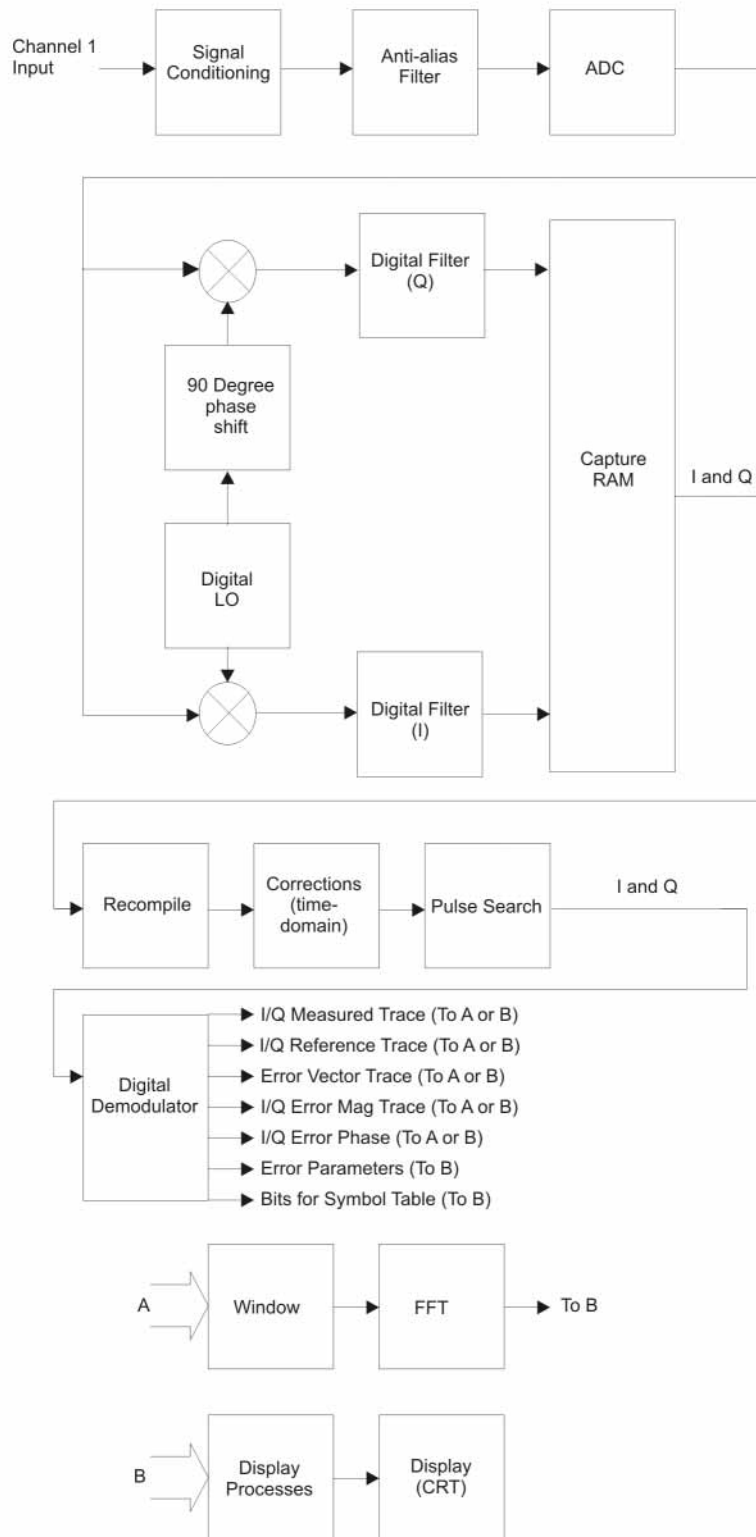 Channel 1
Input
Signal
Conditioning
Anti-alias
Filter
ADC
Digital Filter
(Q)
90 Degree
phase
shift
Capture
RAM
I and Q
Digital
LO
Digital Filter
(I)
Recompile
Corrections
(time-
domain)
Pulse Search
I and Q
Digital
Demodulator
I/Q Measured Trace (To A or B)
I/Q Reference Trace (To A or B)
Error Vector Trace (To A or B)
I/Q Error Mag Trace (To A or B)
I/Q Error Phase (To A or B)
Error Parameters (To B)
Bits for Symbol Table (To B)
A
Window
FFT
To B
B
Display
Processes
Display
(CRT)